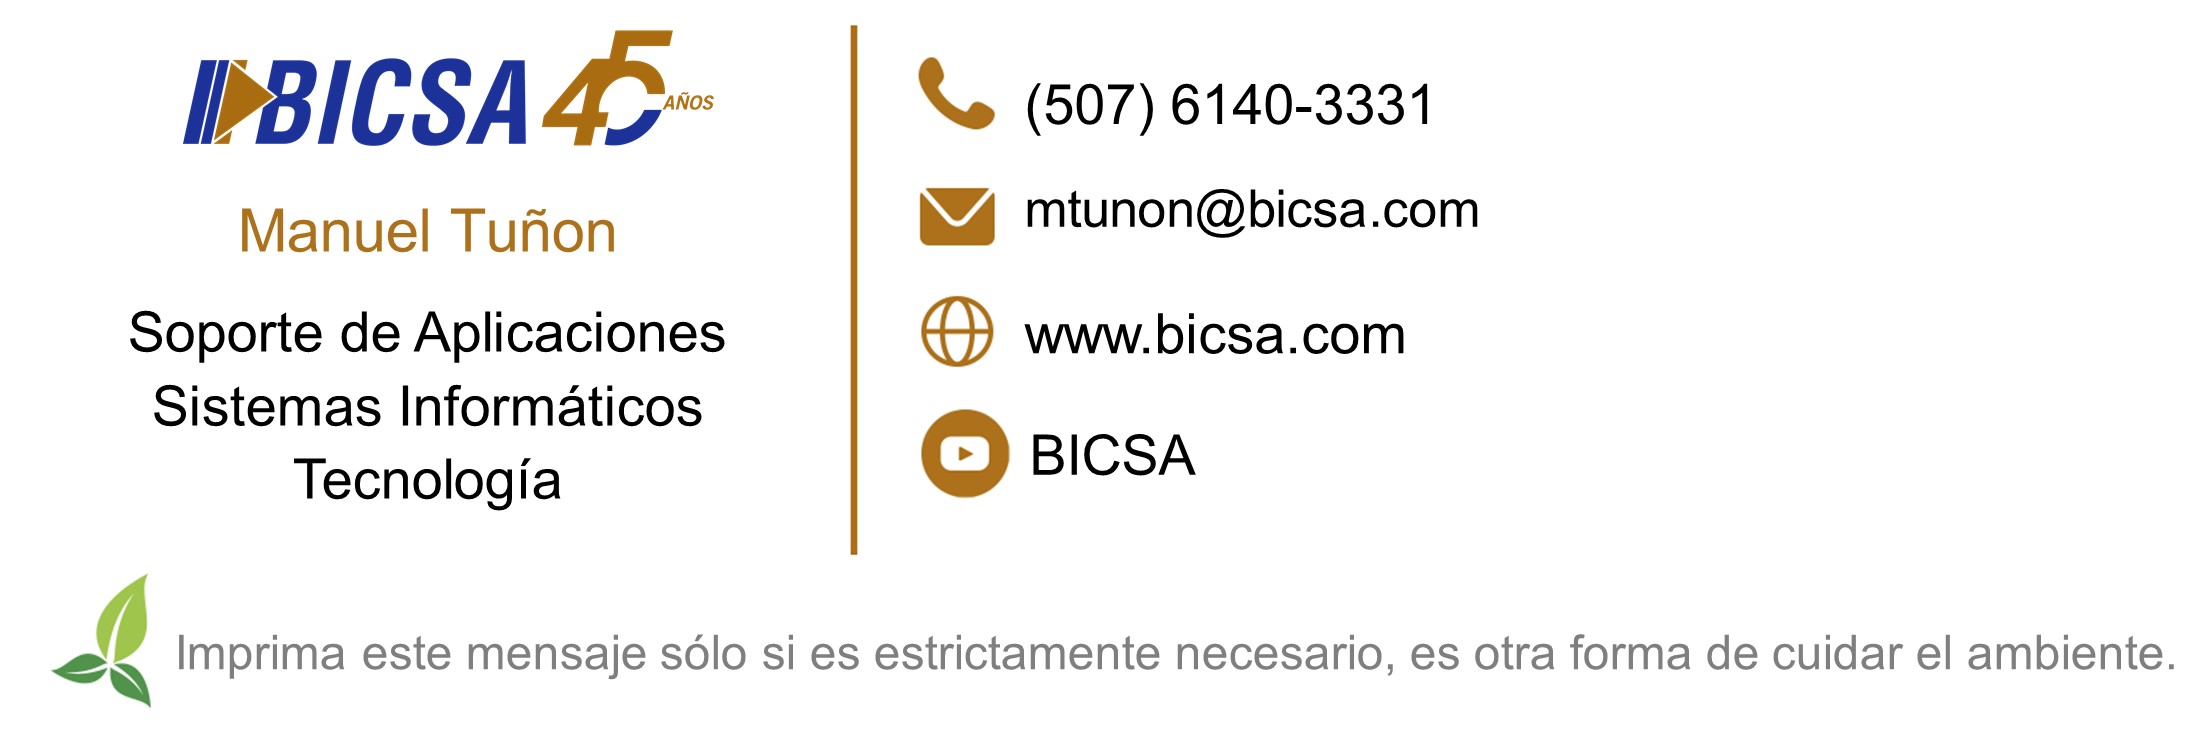 BICSA 45 AÑOS
Manuel Tuñon
Soporte de Aplicaciones
Sistemas Informáticos
Tecnología
(507) 6140-3331
mtunon@bicsa.com
www.bicsa.com
BICSA
Imprima este mensaje sólo si es estrictamente necesario, es otra forma de cuidar el ambiente.